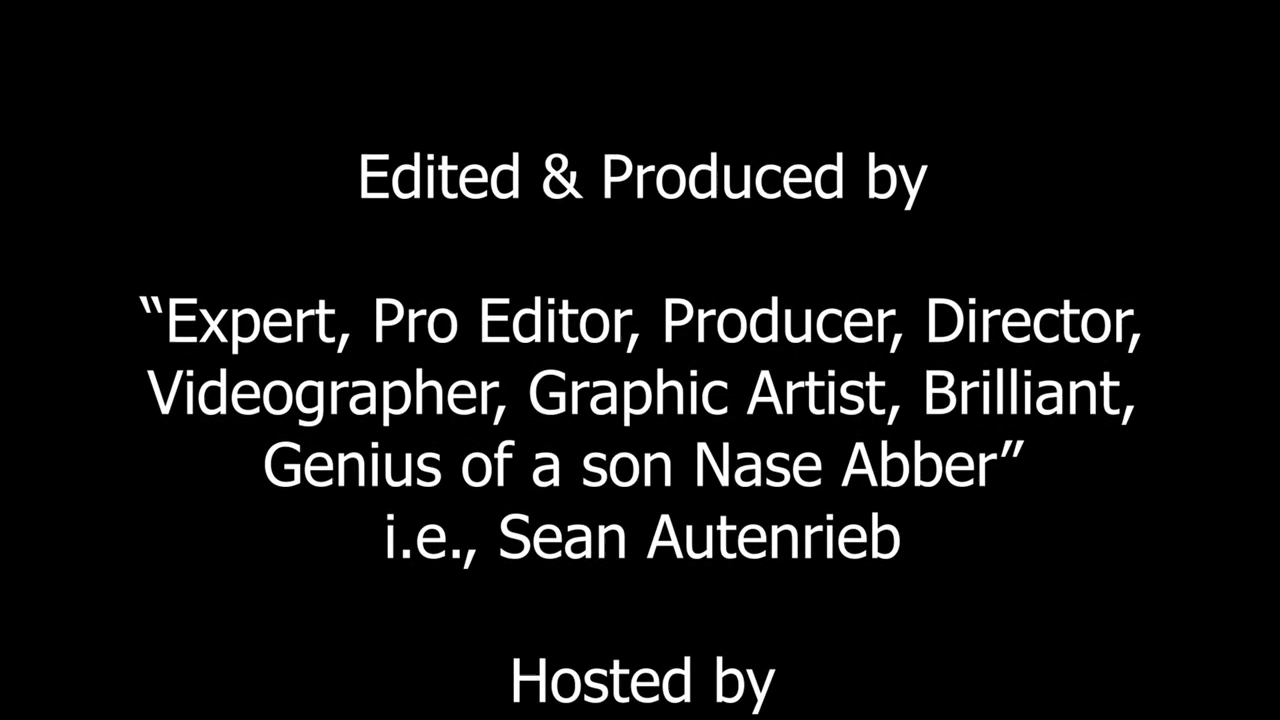 Edited & Produced by
“Expert, Pro Editor, Producer, Director,
Videographer, Graphic Artist, Brilliant,
Genius of a son Nase Abber”
i.e., Sean Autenrieb
Hosted by